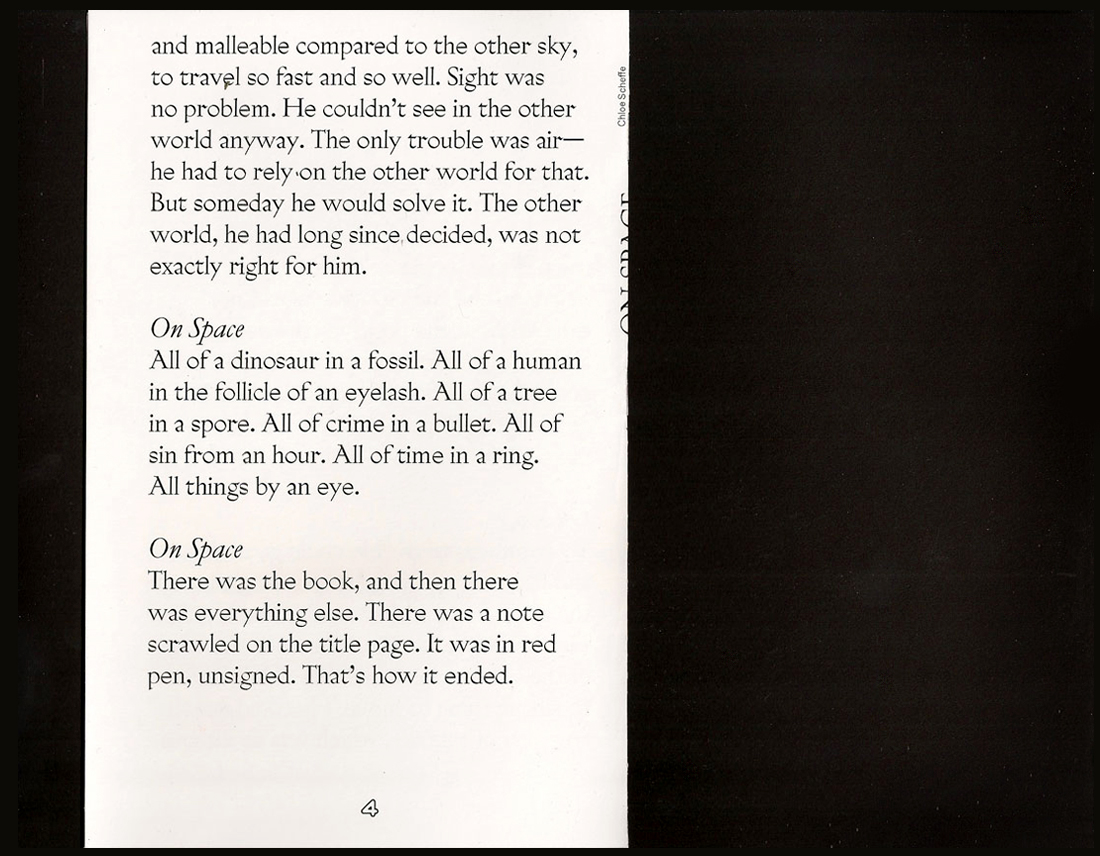 and malleable compared to the other sky,
to travel so fast and so well. Sight was
no problem. He couldn't see in the other
world anyway. The only trouble was air—
he had to rely on the other world for that.
But someday he would solve it. The other
world, he had long since decided, was not
exactly right for him.
On Space
All of a dinosaur in a fossil. All of a human
in the follicle of an eyelash. All of a tree
in a spore. All of crime in a bullet. All of
sin from an hour. All of time in a ring.
All things by an eye.
On Space
There was the book, and then there
was everything else. There was a note
scrawled on the title page. It was in red
pen, unsigned. That's how it ended.
4
Chloe Scheffe
ON SPACE